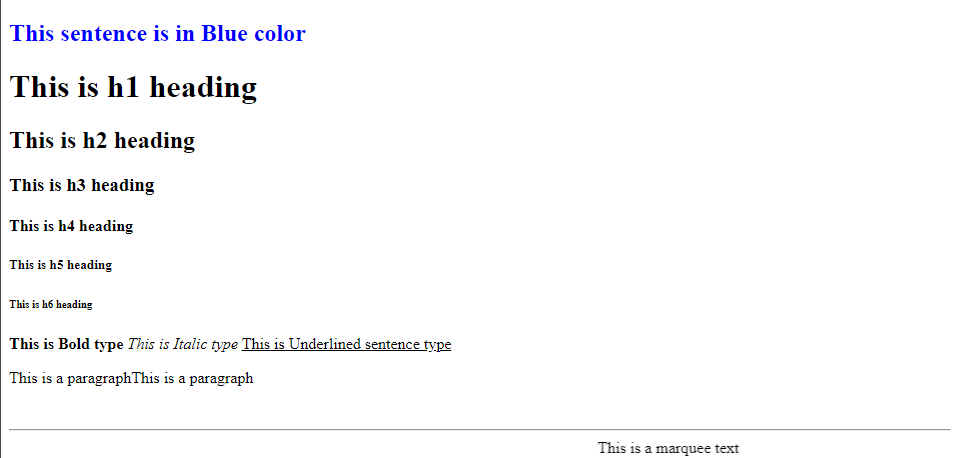 This sentence is in Blue color
This is h1 heading
This is h2 heading
This is h3 heading
This is h4 heading
This is h5 heading
This is h6 heading
This is Bold type This is Italic type This is Underlined sentence type
This is a paragraphThis is a paragraph
This is a marquee text